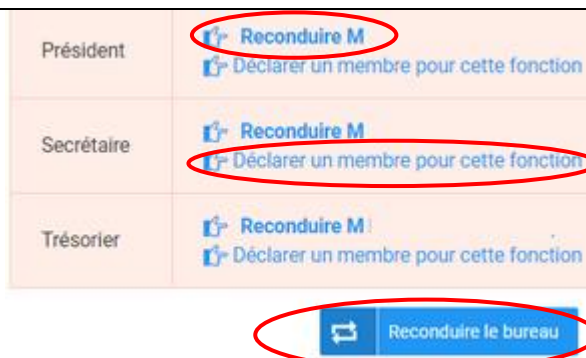 Président
Reconduire M
Déclarer un membre pour cette fonction
Secrétaire
Reconduire M
Déclarer un membre pour cette fonction
Trésorier
Reconduire M
Déclarer un membre pour cette fonction
Reconduire le bureau